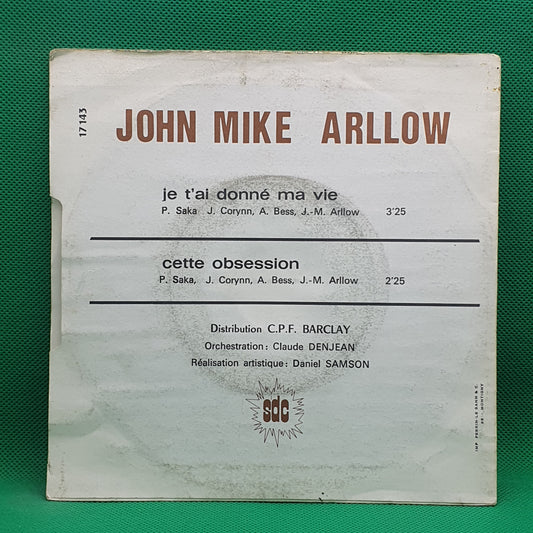 17 143
JOHN MIKE ARLLOW
je t'ai donné ma vie
P. Saka J. Corynn, A. Bess, J.-M. Arllow 3'25
cette obsession
P. Saka, J. Corynn, A. Bess, J.-M. Arllow 2'25
Distribution C.P.F. BARCLAY
Orchestration : Claude DENJEAN
Réalisation artistique : Daniel SAMSON
sdc